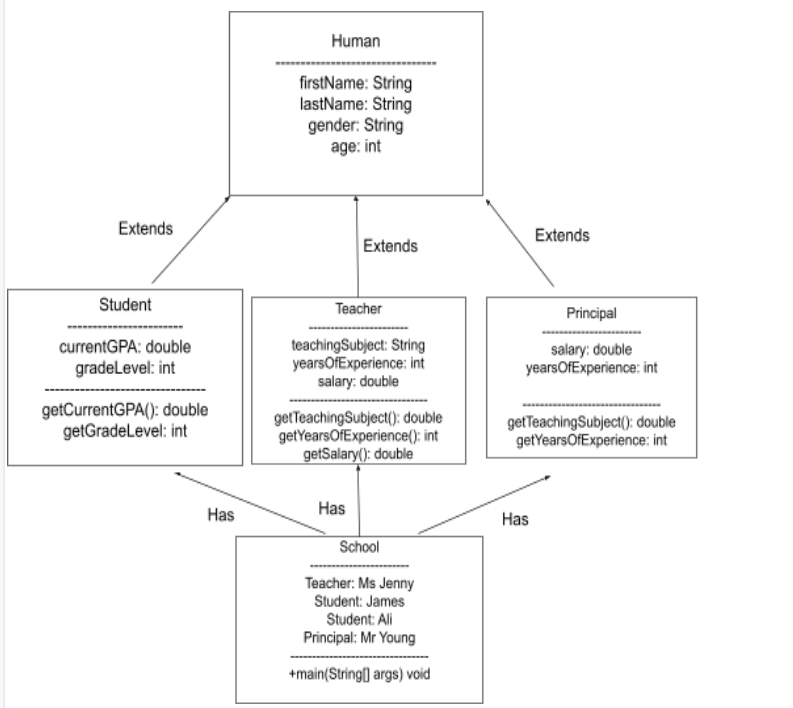 Human
---------------------------------
firstName: String
lastName: String
gender: String
age: int
Extends
Extends
Extends
Student
------------------------
currentGPA: double
gradeLevel: int
---------------------------------
getCurrentGPA(): double
getGradeLevel: int
Teacher
---------------------
teachingSubject: String
yearsOfExperience: int
salary: double
-----------------------------
getTeachingSubject(): double
getYearsOfExperience(): int
getSalary(): double
Principal
---------------------
salary: double
yearsOfExperience: int
-----------------------------
getTeachingSubject(): double
getYearsOfExperience: int
Has
Has
Has
School
---------------------
Teacher: Ms Jenny
Student: James
Student: Ali
Principal: Mr Young
-----------------------------
+main(String[] args) void